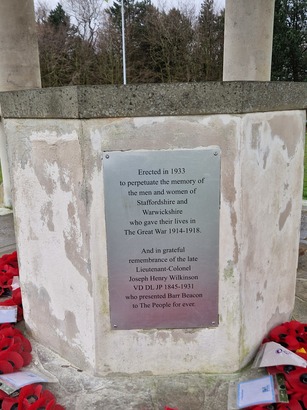 Erected in 1933
to perpetuate the memory of
the men and women of
Staffordshire and
Warwickshire
who gave their lives in
The Great War 1914-1918.
And in grateful
remembrance of the late
Lieutenant-Colonel
Joseph Henry Wilkinson
VD DL JP 1845-1931
who presented Barr Beacon
to The People for ever.